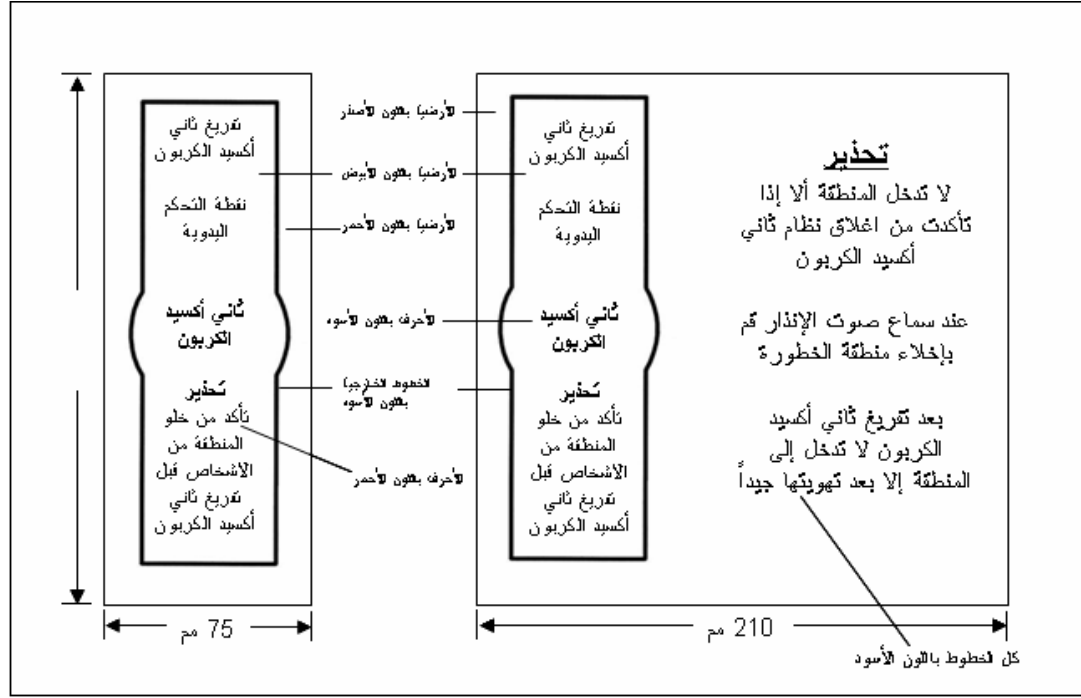 تفريغ ثاني
أكسيد الكربون
نقطة التحكم
اليدوية
ثاني أكسيد
الكربون
تحذير
تأكد من خلو
المنطقة من
الأشخاص قبل
تفريغ ثاني
أكسيد الكربون
75 مم
الأرضيا باللون الأصفر
الأرضيا باللون الأبيض
الأرضيا باللون الأحمر
الأحرف باللون الأسود
الخطوط الخارجيا
باللون الأسود
الأحرف باللون الأحمر
تفريغ ثاني
أكسيد الكربون
نقطة التحكم
اليدوية
ثاني أكسيد
الكربون
تحذير
تأكد من خلو
المنطقة من
الأشخاص قبل
تفريغ ثاني
أكسيد الكربون
تحذير
لا تدخل المنطقة ألا إذا
تأكدت من اغلاق نظام ثاني
أكسيد الكربون
عند سماع صوت الإنذار قم
بإخلاء منطقة الخطورة
بعد تفريغ ثاني أكسيد
الكربون لا تدخل إلى
المنطقة إلا بعد تهويتها جيداً
210 مم
كل الخطوط باللون الأسود